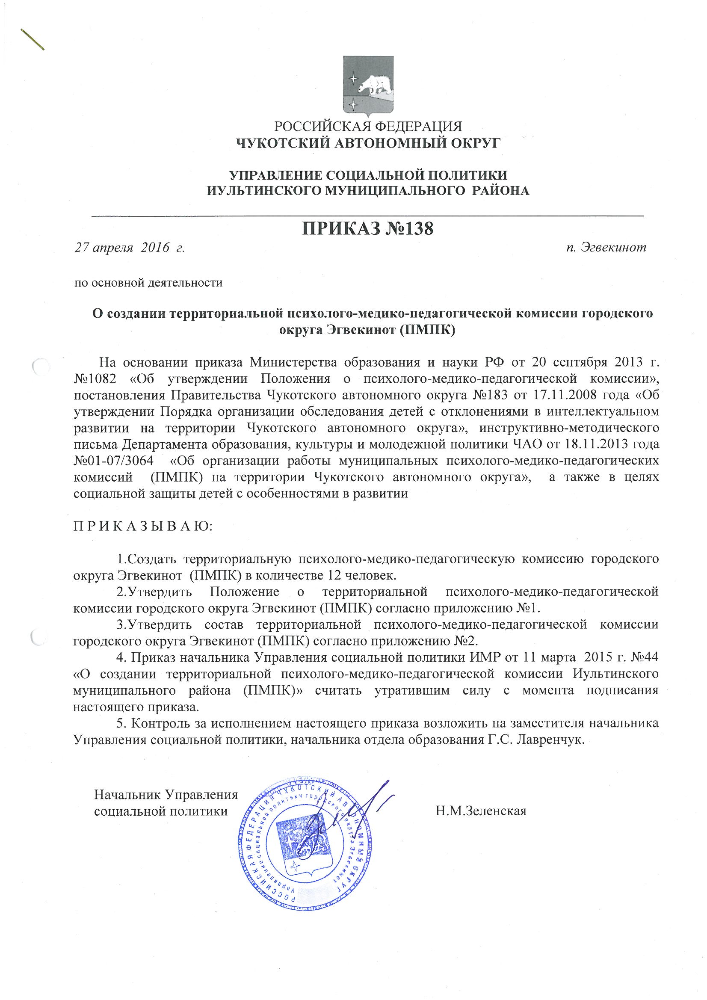 РОССИЙСКАЯ ФЕДЕРАЦИЯ
ЧУКОТСКИЙ АВТОНОМНЫЙ ОКРУГ
УПРАВЛЕНИЕ СОЦИАЛЬНОЙ ПОЛИТИКИ
ИУЛЬТИНСКОГО МУНИЦИПАЛЬНОГО РАЙОНА
ПРИКАЗ №138
27 апреля 2016 г. п. Эгвекинот
по основной деятельности
О создании территориальной психолого-медико-педагогической комиссии городского
округа Эгвекинот (ПМПК)
На основании приказа Министерства образования и науки РФ от 20 сентября 2013 г.
№1082 «Об утверждении Положения о психолого-медико-педагогической комиссии»,
постановления Правительства Чукотского автономного округа №183 от 17.11.2008 года «Об
утверждении Порядка организации обследования детей с отклонениями в интеллектуальном
развитии на территории Чукотского автономного округа», инструктивно-методического
письма Департамента образования, культуры и молодежной политики ЧАО от 18.11.2013 года
№01-07/3064 «Об организации работы муниципальных психолого-медико-педагогических
комиссий (ПМПК) на территории Чукотского автономного округа», а также в целях
социальной защиты детей с особенностями в развитии
П Р И К А З Ы В А Ю:
1.Создать территориальную психолого-медико-педагогическую комиссию городского
округа Эгвекинот (ПМПК) в количестве 12 человек.
2.Утвердить Положение о территориальной психолого-медико-педагогической
комиссии городского округа Эгвекинот (ПМПК) согласно приложению №1.
3.Утвердить состав территориальной психолого-медико-педагогической комиссии
городского округа Эгвекинот (ПМПК) согласно приложению №2.
4. Приказ начальника Управления социальной политики ИМР от 11 марта 2015 г. №44
«О создании территориальной психолого-медико-педагогической комиссии Иультинского
муниципального района (ПМПК)» считать утратившим силу с момента подписания
настоящего приказа.
5. Контроль за исполнением настоящего приказа возложить на заместителя начальника
Управления социальной политики, начальника отдела образования Г.С. Лавренчук.
Начальник Управления
социальной политики Н.М.Зеленская
РОССИЙСКАЯ ФЕДЕРАЦИЯ ЧУКОТСКИЙ АВТОНОМНЫЙ ОКРУГ
Управление социальной политики городского округа Эгвекинот